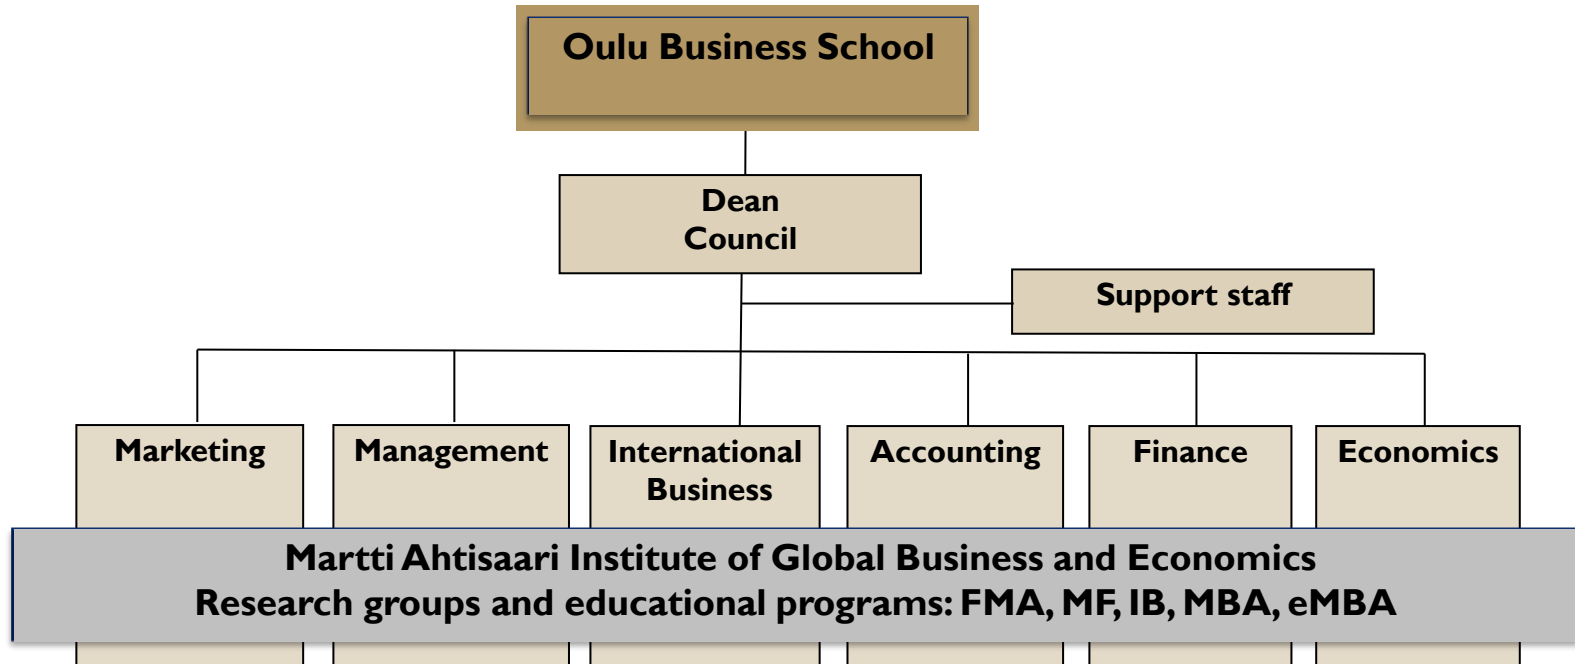 Oulu Business School
Dean
Council
Support staff
Marketing
Management
International
Business
Accounting
Finance
Economics
Martti Ahtisaari Institute of Global Business and Economics
Research groups and educational programs: FMA, MF, IB, MBA, eMBA